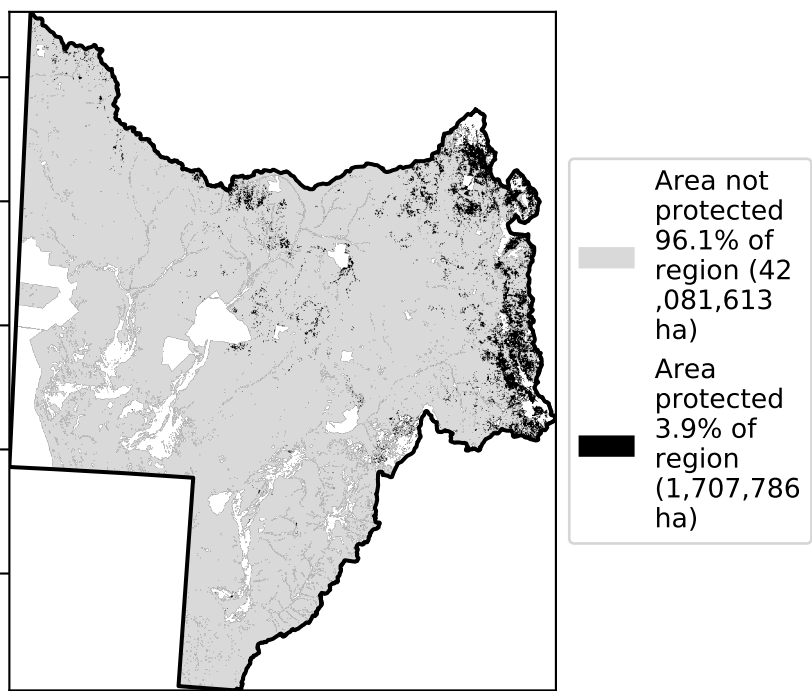 Area not
protected
96.1% of
region (42
,081,613
ha)
Area
protected
3.9% of
region
(1,707,786
ha)